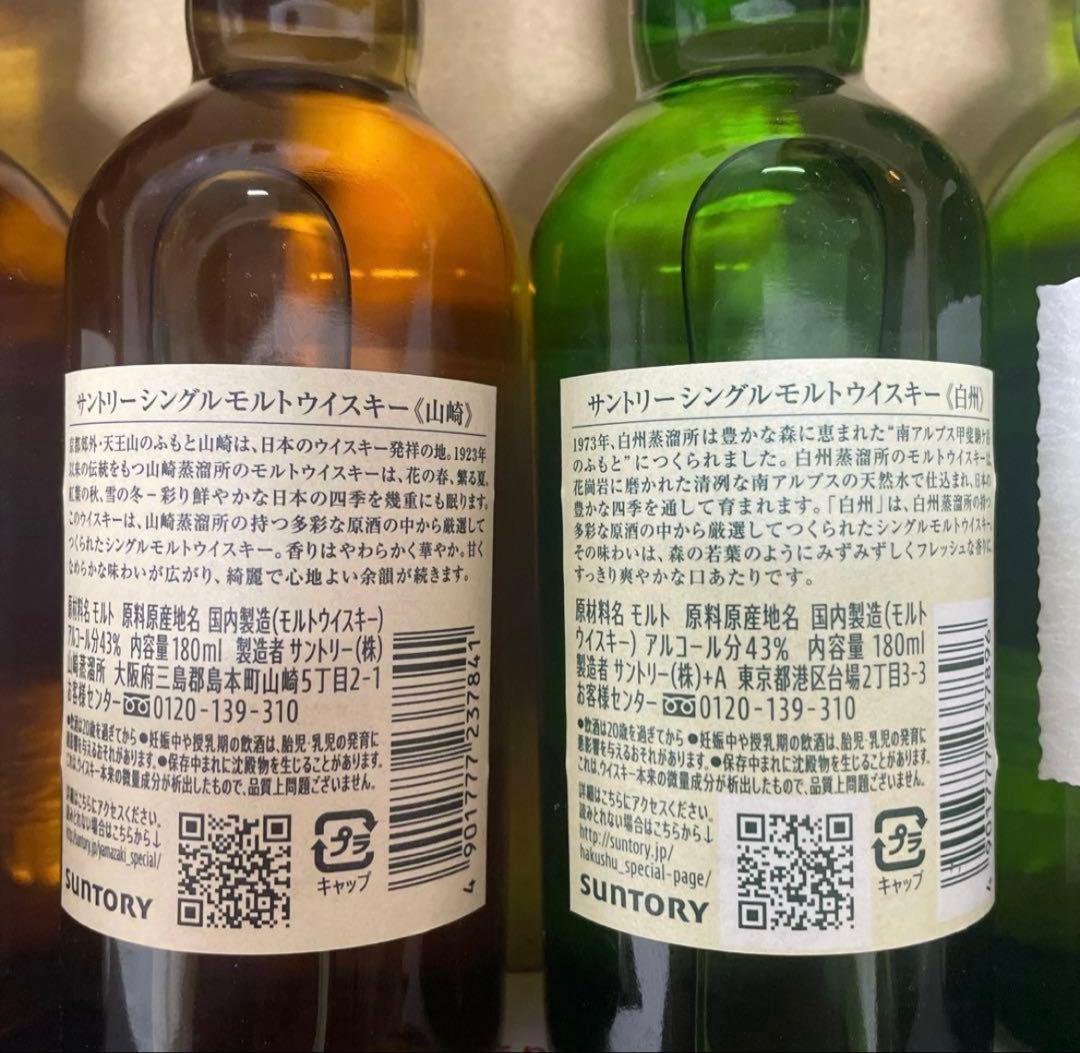 サントリーシングルモルトウイスキー《山崎》
京都郊外・天王山のふもと山崎は、日本のウイスキー発祥の地。1923年
以来の伝統をもつ山崎蒸溜所のモルトウイスキーは、花の春、繁る夏、
紅葉の秋、雪の冬－彩り鮮やかな日本の四季を幾重にも眠ります。
このウイスキーは、山崎蒸溜所の持つ多彩な原酒の中から厳選して
つくられたシングルモルトウイスキー。香りはやわらかく華やか。甘く
なめらかな味わいが広がり、綺麗で心地よい余韻が続きます。
原材料名 モルト 原料原産地名 国内製造(モルトウイスキー)
アルコール分43% 内容量180ml 製造者 サントリー(株)
山崎蒸溜所 大阪府三島郡島本町山崎5丁目2-1
お客様センター 0120-139-310
●飲酒は20歳を過ぎてから ●妊娠中や授乳期の飲酒は、胎児・乳児の発育に
悪影響を与えるおそれがあります。●保存中まれに沈殿物を生じることがありますが、
これは、ウイスキー本来の微量成分が析出したもので、品質上問題ございません。
詳細はこちらにアクセスください。
読みとれない場合はこちらから↓
http://suntory.jp/yamazaki_special/
SUNTORY
プラ
キャップ
4 901777 237841
サントリーシングルモルトウイスキー《白州》
1973年、白州蒸溜所は豊かな森に恵まれた“南アルプス甲斐駒ケ岳
のふもと”につくられました。白州蒸溜所のモルトウイスキーは、
花崗岩に磨かれた清冽な南アルプスの天然水で仕込まれ、日本の
豊かな四季を通して育まれます。「白州」は、白州蒸溜所の持つ
多彩な原酒の中から厳選してつくられたシングルモルトウイスキー。
その味わいは、森の若葉のようにみずみずしくフレッシュな香りに、
すっきり爽やかな口あたりです。
原材料名 モルト 原料原産地名 国内製造(モルト
ウイスキー) アルコール分43% 内容量180ml
製造者 サントリー(株)+A 東京都港区台場2丁目3-3
お客様センター 0120-139-310
●飲酒は20歳を過ぎてから ●妊娠中や授乳期の飲酒は、胎児・乳児の発育に
悪影響を与えるおそれがあります。●保存中まれに沈殿物を生じることがありますが、
これは、ウイスキー本来の微量成分が析出したもので、品質上問題ございません。
詳細はこちらにアクセスください。
読みとれない場合はこちらから↓
http://suntory.jp/
hakushu_special-page/
SUNTORY
プラ
キャップ
4 901777 237896